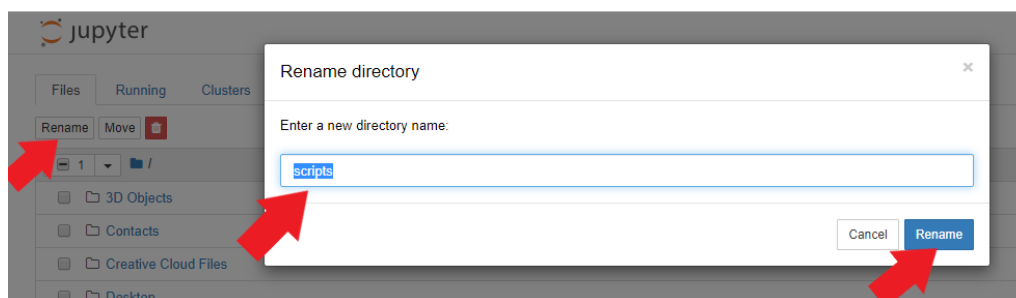 jupyter
Files Running Clusters
Rename Move
1 /
3D Objects
Contacts
Creative Cloud Files
Desktop
Rename directory
×
Enter a new directory name:
scripts
Cancel Rename